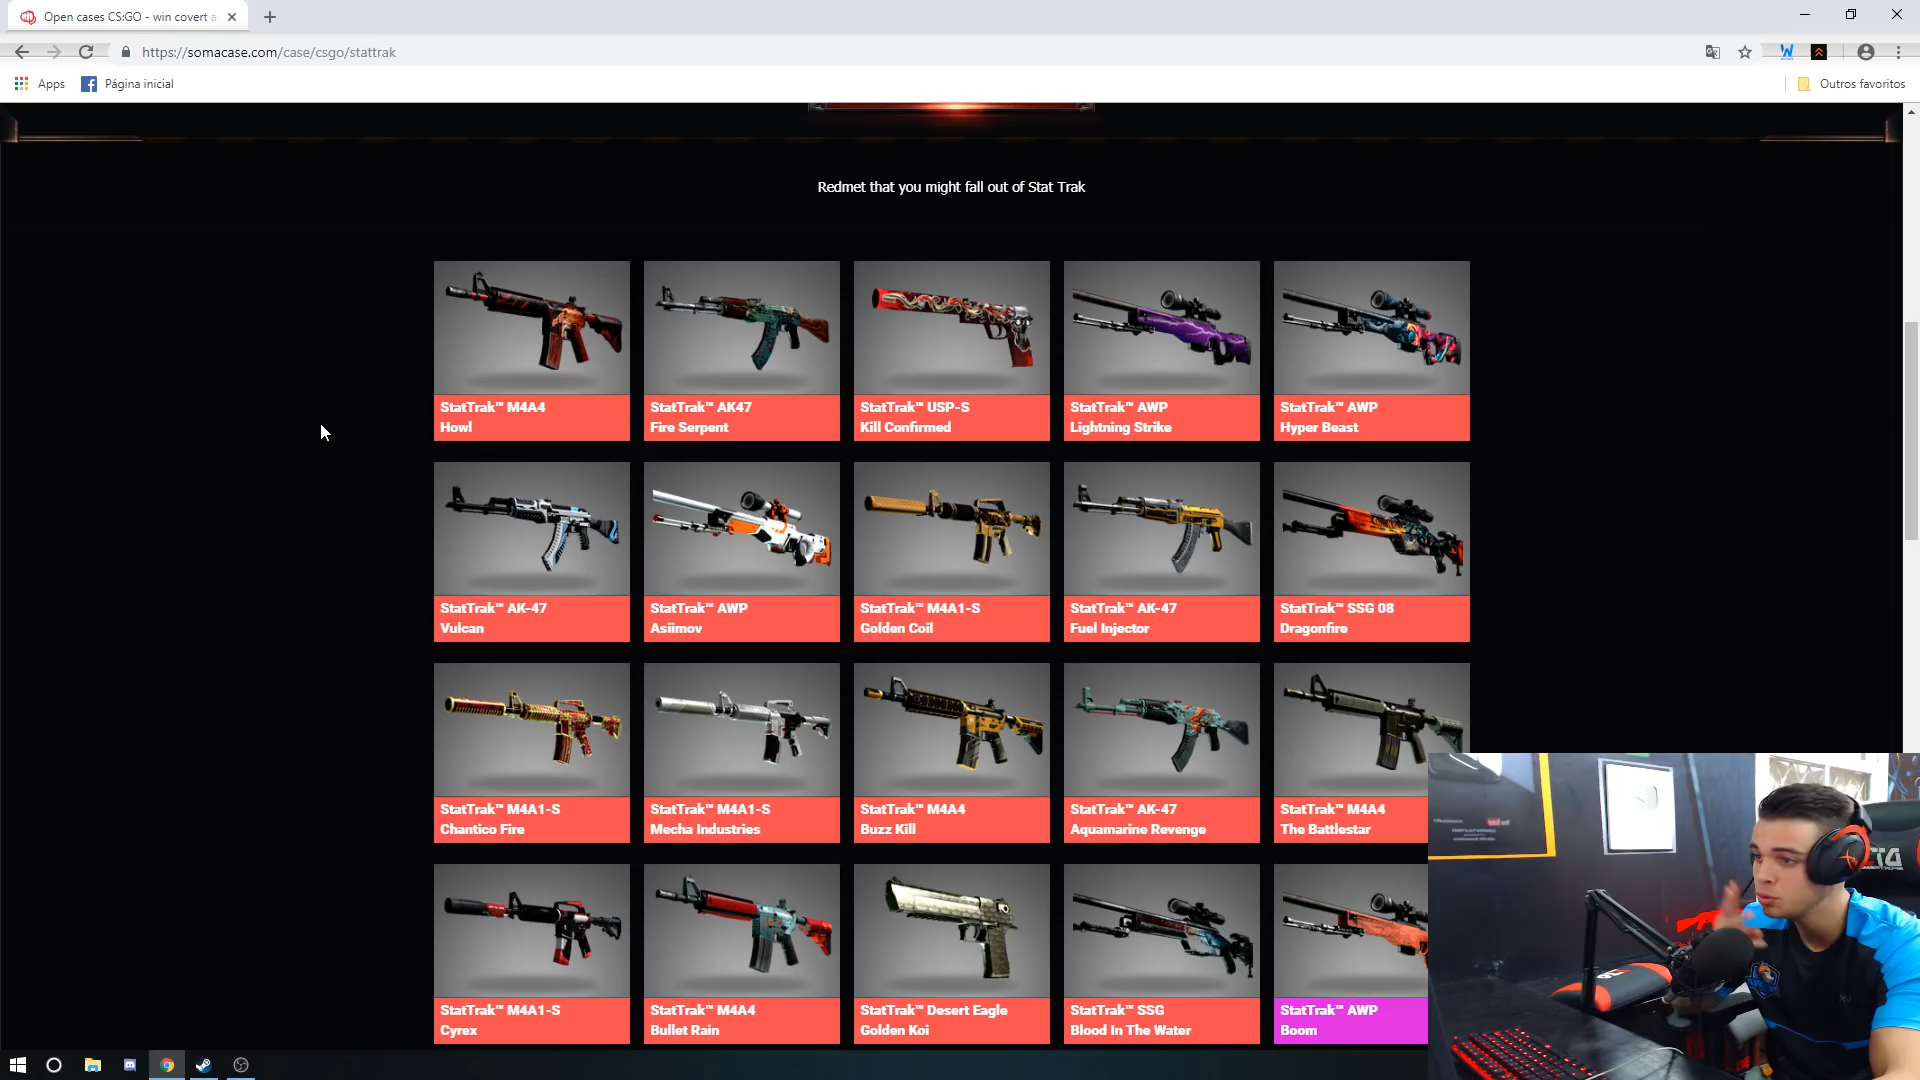 Open cases CS:GO - win covert a
https://somacase.com/case/csgo/stattrak
Apps
Página inicial
Outros favoritos
Redmet that you might fall out of Stat Trak
StatTrak™ M4A4
Howl
StatTrak™ AK47
Fire Serpent
StatTrak™ USP-S
Kill Confirmed
StatTrak™ AWP
Lightning Strike
StatTrak™ AWP
Hyper Beast
StatTrak™ AK-47
Vulcan
StatTrak™ AWP
Asiimov
StatTrak™ M4A1-S
Golden Coil
StatTrak™ AK-47
Fuel Injector
StatTrak™ SSG 08
Dragonfire
StatTrak™ M4A1-S
Chantico Fire
StatTrak™ M4A1-S
Mecha Industries
StatTrak™ M4A4
Buzz Kill
StatTrak™ AK-47
Aquamarine Revenge
StatTrak™ M4A4
The Battlestar
StatTrak™ M4A1-S
Cyrex
StatTrak™ M4A4
Bullet Rain
StatTrak™ Desert Eagle
Golden Koi
StatTrak™ SSG
Blood In The Water
StatTrak™ AWP
Boom